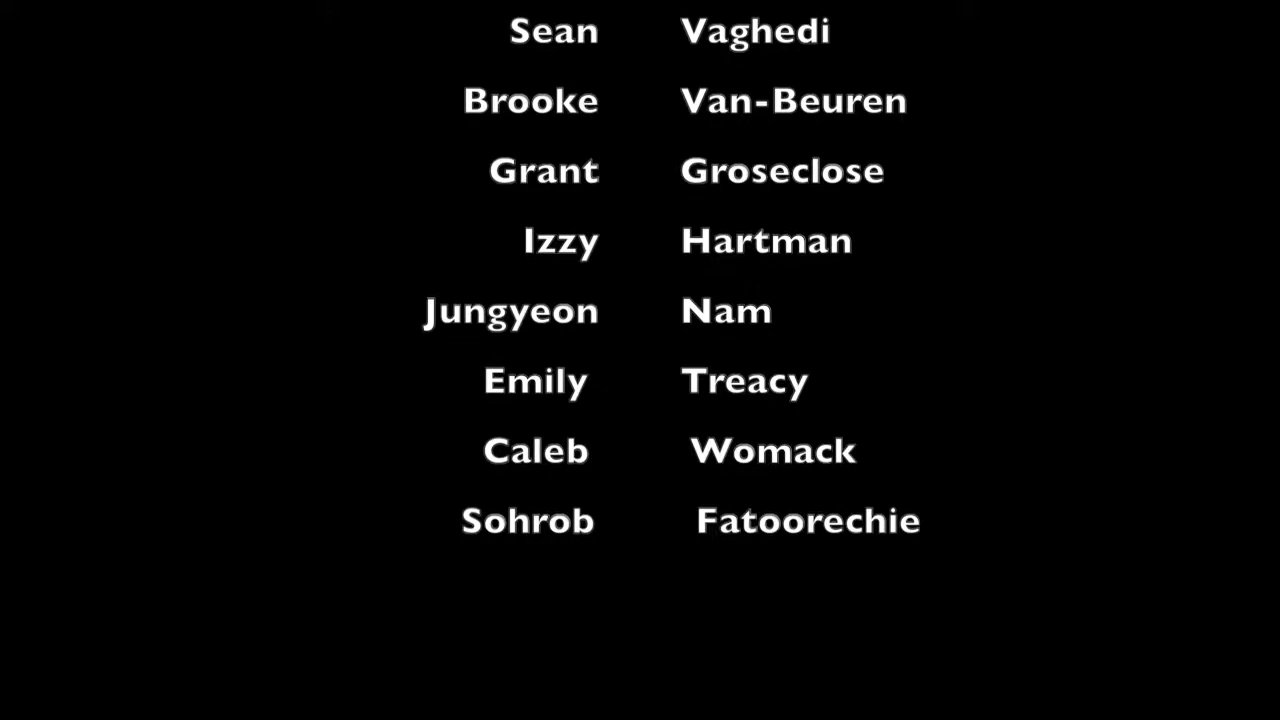 Sean Vaghedi
Brooke Van-Beuren
Grant Groseclose
Izzy Hartman
Jungyeon Nam
Emily Treacy
Caleb Womack
Sohrob Fatoorechie